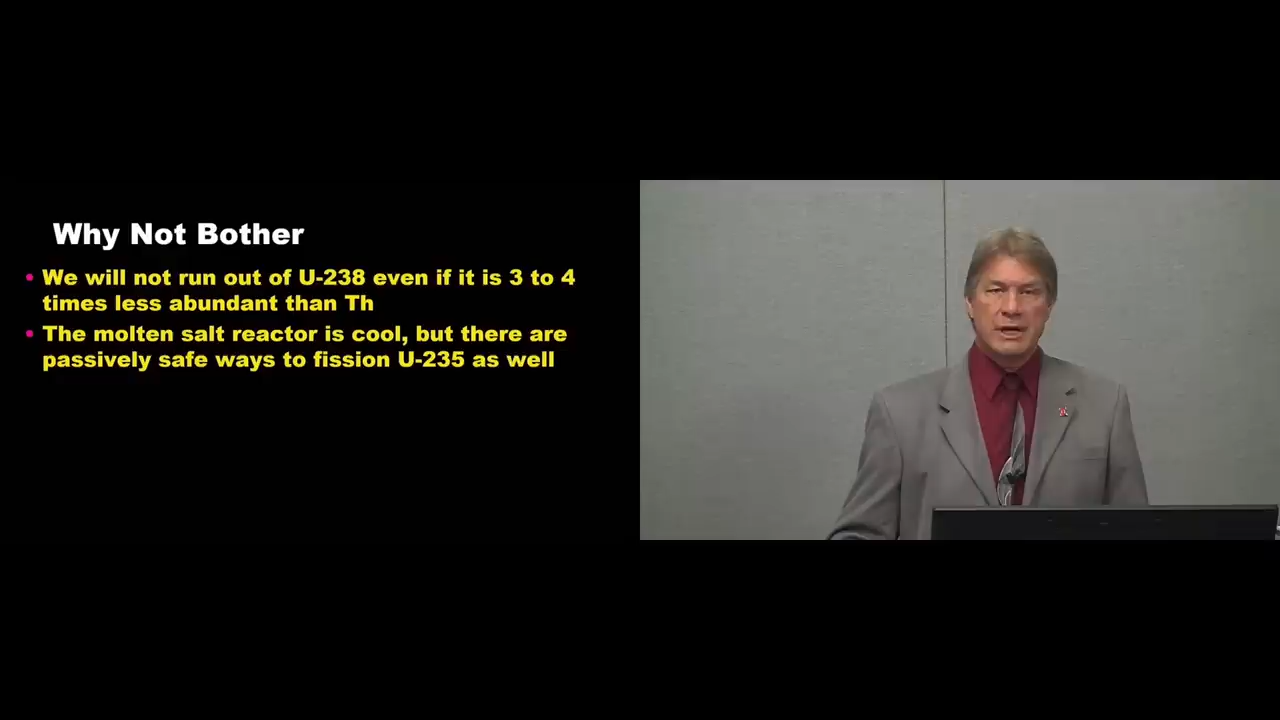 Why Not Bother
• We will not run out of U-238 even if it is 3 to 4
times less abundant than Th
• The molten salt reactor is cool, but there are
passively safe ways to fission U-235 as well